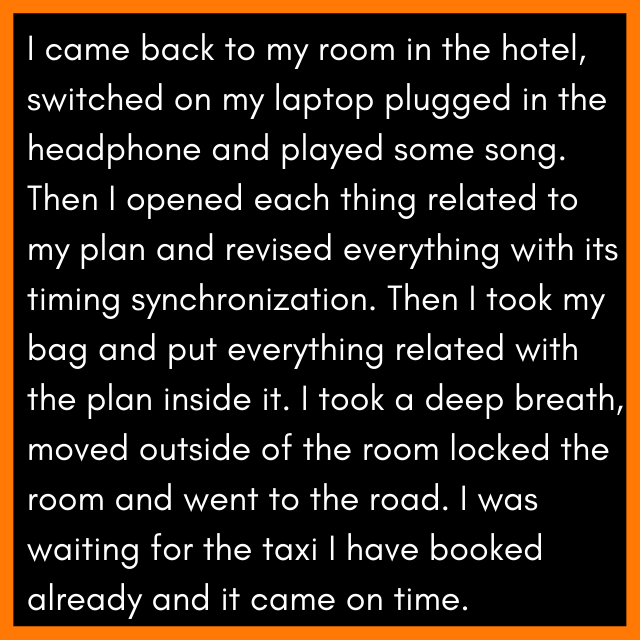 I came back to my room in the hotel,
switched on my laptop plugged in the
headphone and played some song.
Then I opened each thing related to
my plan and revised everything with its
timing synchronization. Then I took my
bag and put everything related with
the plan inside it. I took a deep breath,
moved outside of the room locked the
room and went to the road. I was
waiting for the taxi I have booked
already and it came on time.